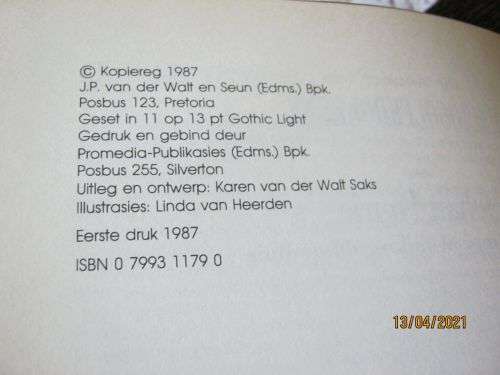 © Kopiereg 1987
J.P. van der Walt en Seun (Edms.) Bpk.
Posbus 123, Pretoria
Geset in 11 op 13 pt Gothic Light
Gedruk en gebind deur
Promedia-Publikasies (Edms.) Bpk.
Posbus 255, Silverton
Uitleg en ontwerp: Karen van der Walt Saks
Illustrasies: Linda van Heerden
Eerste druk 1987
ISBN 0 7993 1179 0
13/04/2021